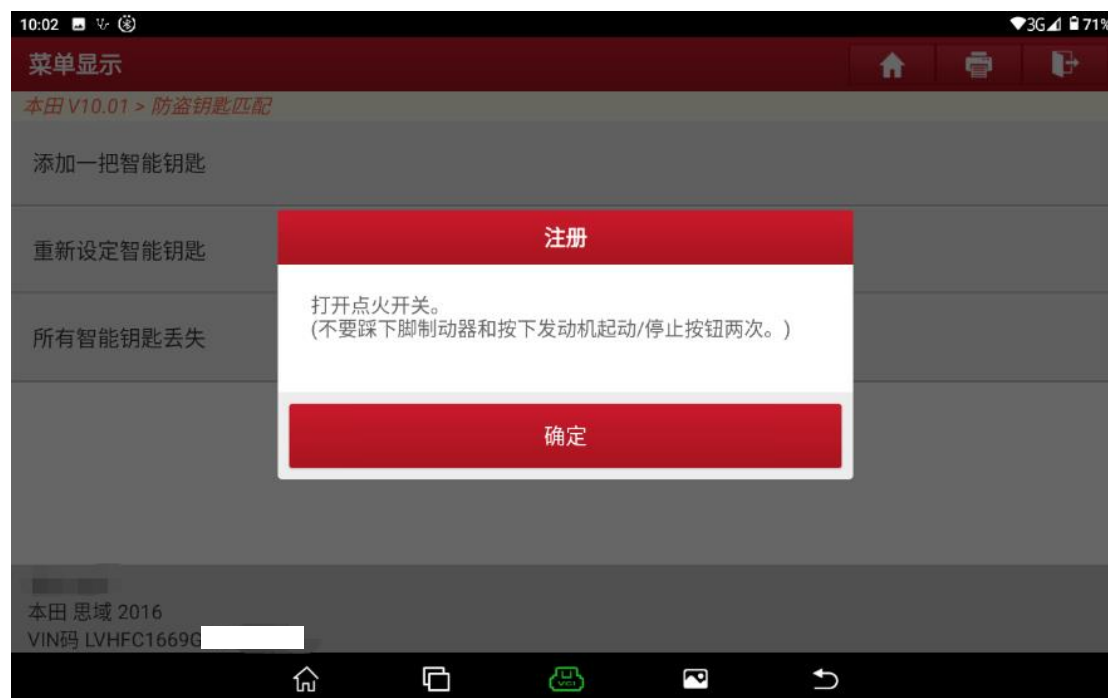 10:02
3G 71%
菜单显示
本田 V10.01 > 防盗钥匙匹配
添加一把智能钥匙
重新设定智能钥匙
所有智能钥匙丢失
注册
打开点火开关。
(不要踩下脚制动器和按下发动机起动/停止按钮两次。)
确定
本田 思域 2016
VIN码 LVHFC1669G
VCI